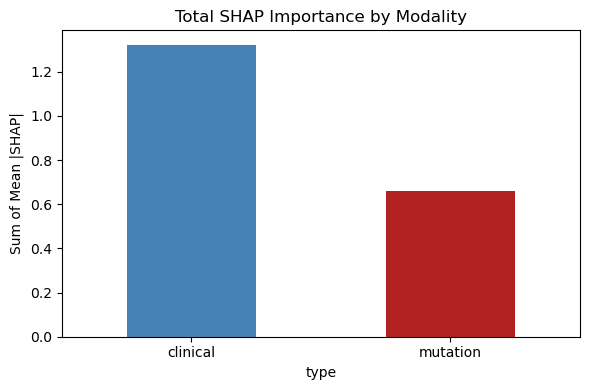 Total SHAP Importance by Modality
Sum of Mean |SHAP|
1.2
1.0
0.8
0.6
0.4
0.2
0.0
clinical
mutation
type